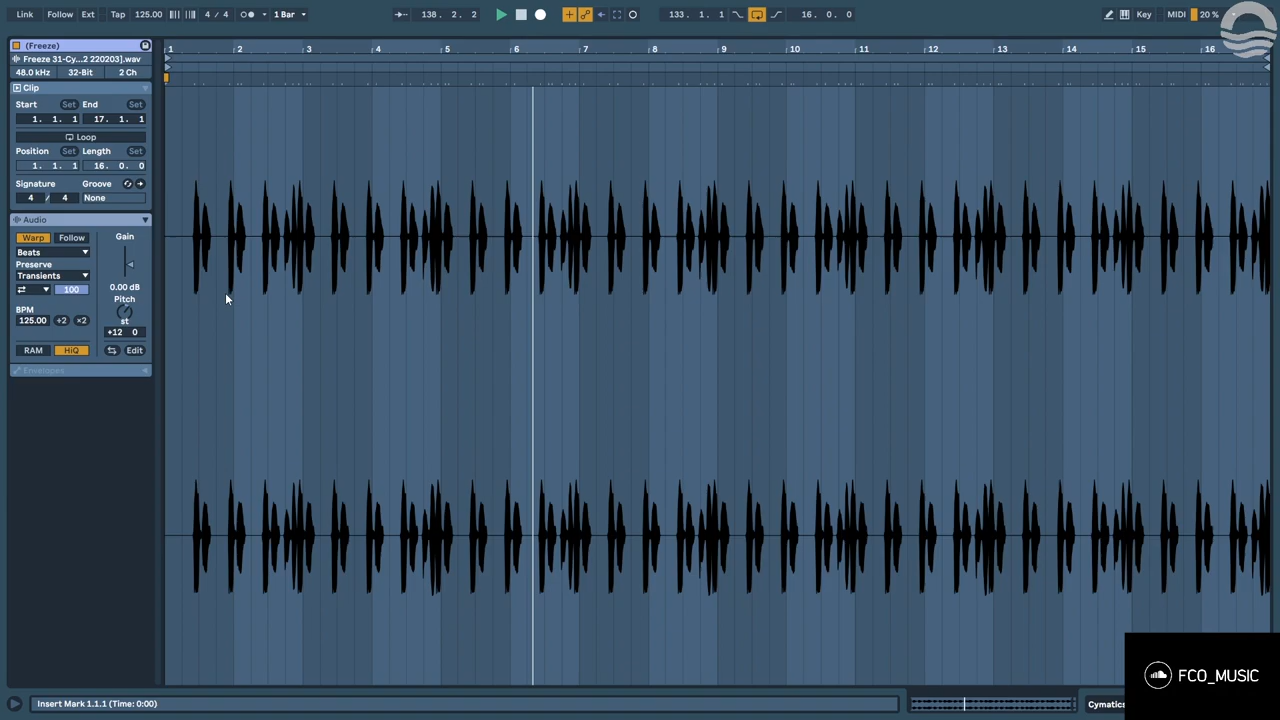 Link Follow Ext Tap 125.00 4 / 4 1 Bar 138. 2. 2 133. 1. 1 16. 0. 0 Key MIDI 20 %
(Freeze)
Freeze 31-Cy...2 220203].wav
48.0 kHz 32-Bit 2 Ch
Clip
Start Set End Set
1. 1. 1 17. 1. 1
Loop
Position Set Length Set
1. 1. 1 16. 0. 0
Signature Groove
4 / 4 None
Audio
Warp Follow Gain
Beats
Preserve
Transients
100 0.00 dB
Pitch
BPM st
125.00 ÷2 ×2
+12 0
RAM HiQ Edit
Envelopes
1 2 3 4 5 6 7 8 9 10 11 12 13 14 15 16
FCO_MUSIC
Insert Mark 1.1.1 (Time: 0:00) Cymatics